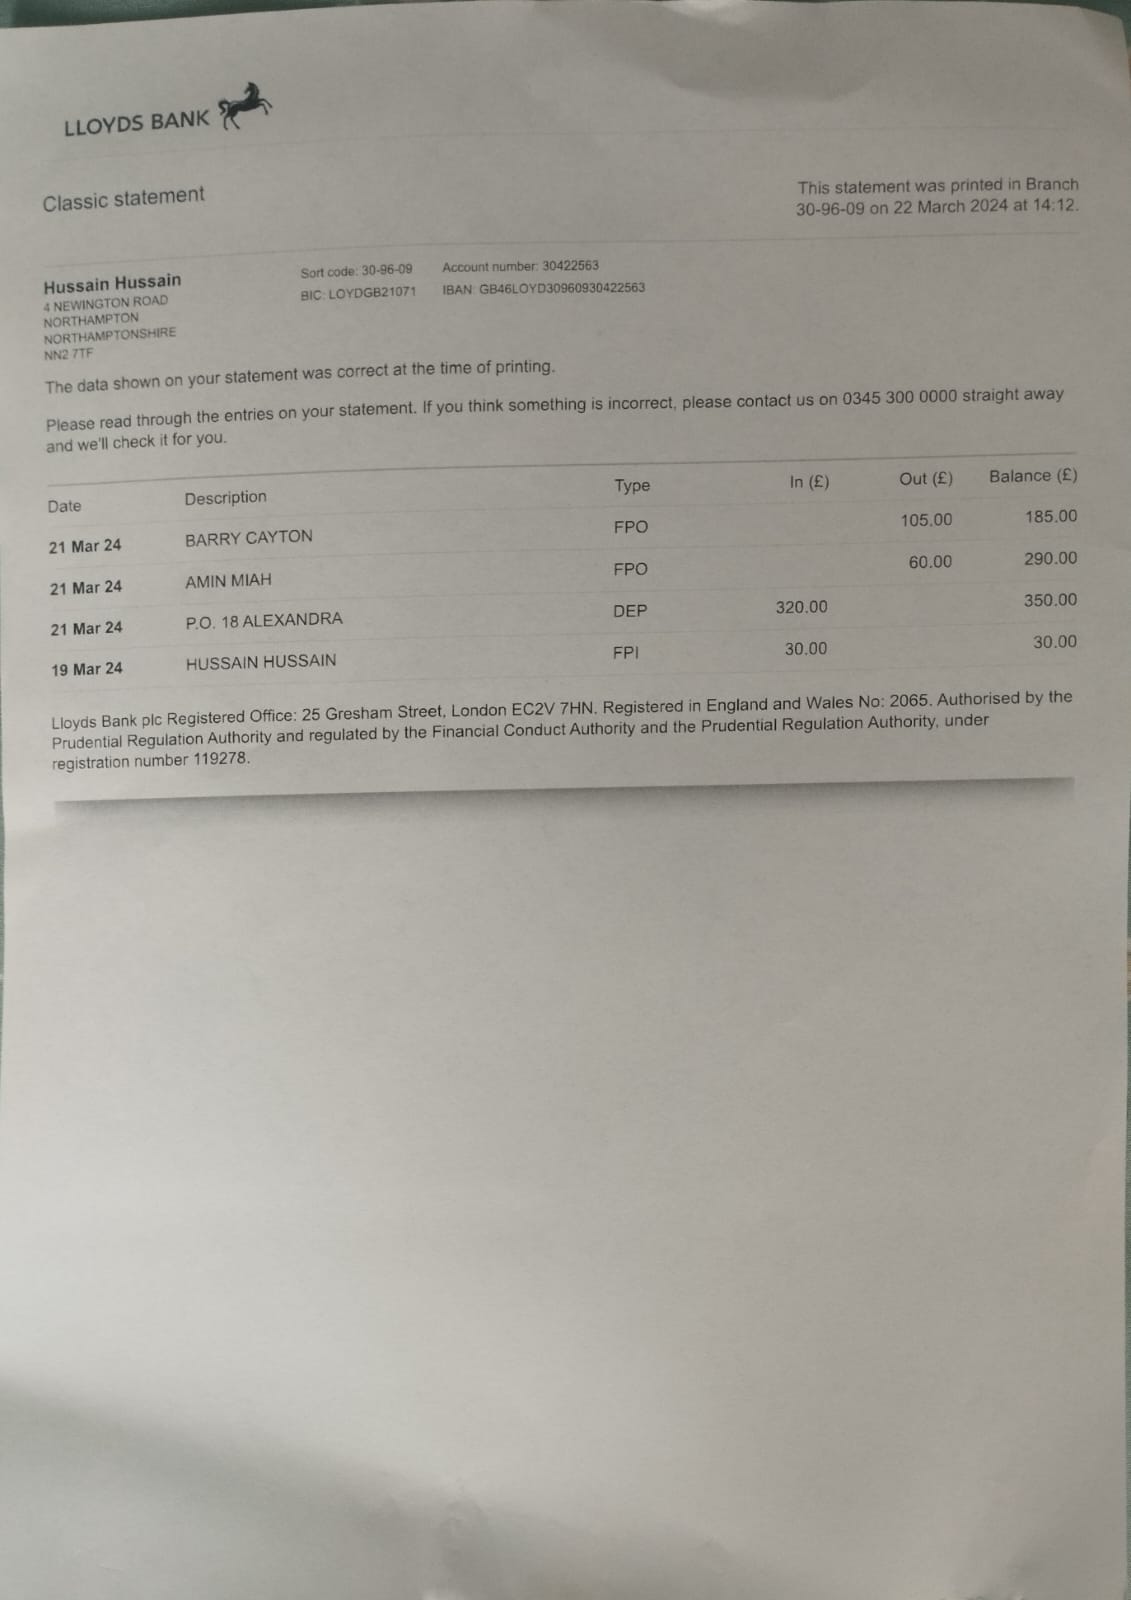 LLOYDS BANK
Classic statement
This statement was printed in Branch
30-96-09 on 22 March 2024 at 14:12.
Hussain Hussain
4 NEWINGTON ROAD
NORTHAMPTON
NORTHAMPTONSHIRE
NN2 7TF
Sort code: 30-96-09 Account number: 30422563
BIC: LOYDGB21071 IBAN: GB46LOYD30960930422563
The data shown on your statement was correct at the time of printing.
Please read through the entries on your statement. If you think something is incorrect, please contact us on 0345 300 0000 straight away
and we'll check it for you.
Date Description Type In (£) Out (£) Balance (£)
21 Mar 24 BARRY CAYTON FPO 105.00 185.00
21 Mar 24 AMIN MIAH FPO 60.00 290.00
21 Mar 24 P.O. 18 ALEXANDRA DEP 320.00 350.00
19 Mar 24 HUSSAIN HUSSAIN FPI 30.00 30.00
Lloyds Bank plc Registered Office: 25 Gresham Street, London EC2V 7HN. Registered in England and Wales No: 2065. Authorised by the
Prudential Regulation Authority and regulated by the Financial Conduct Authority and the Prudential Regulation Authority, under
registration number 119278.